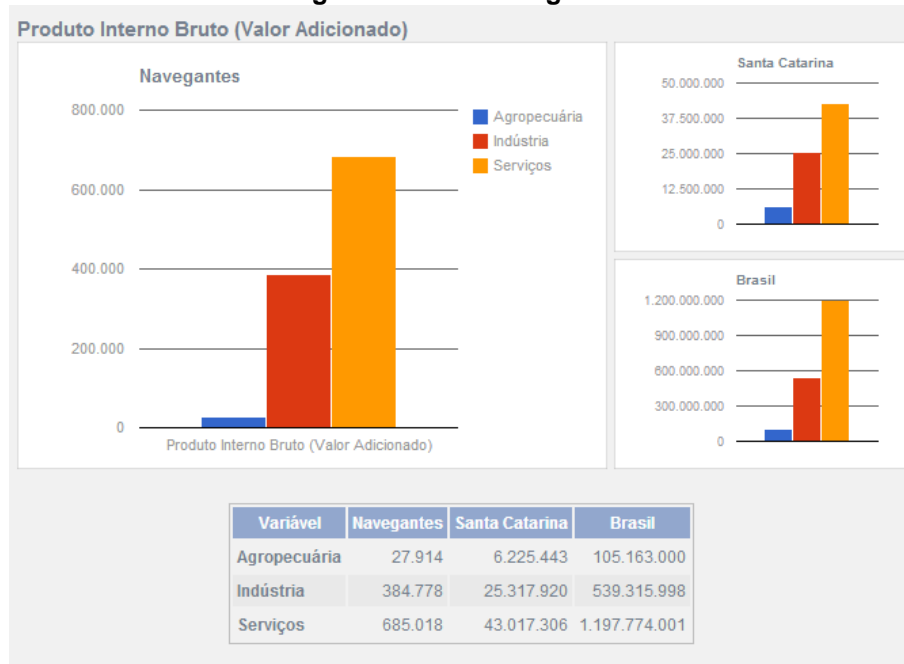 Produto Interno Bruto (Valor Adicionado)
Navegantes
800.000
600.000
400.000
200.000
0
Produto Interno Bruto (Valor Adicionado)
Agropecuária
Indústria
Serviços
Santa Catarina
50.000.000
37.500.000
25.000.000
12.500.000
0
Brasil
1.200.000.000
900.000.000
600.000.000
300.000.000
0
Variável Navegantes Santa Catarina Brasil
Agropecuária 27.914 6.225.443 105.163.000
Indústria 384.778 25.317.920 539.315.998
Serviços 685.018 43.017.306 1.197.774.001